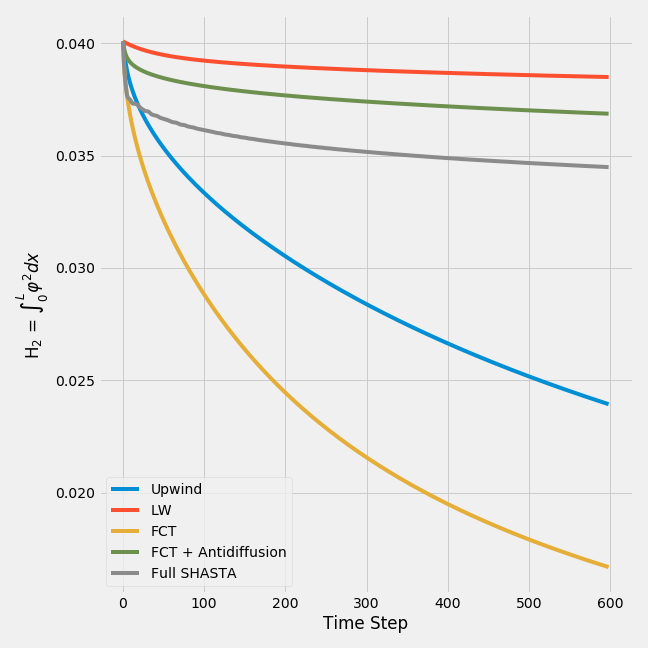 0.040
0.035
0.030
0.025
0.020
H₂ = ∫₀ᴸ φ² dx
Upwind
LW
FCT
FCT + Antidiffusion
Full SHASTA
0 100 200 300 400 500 600
Time Step